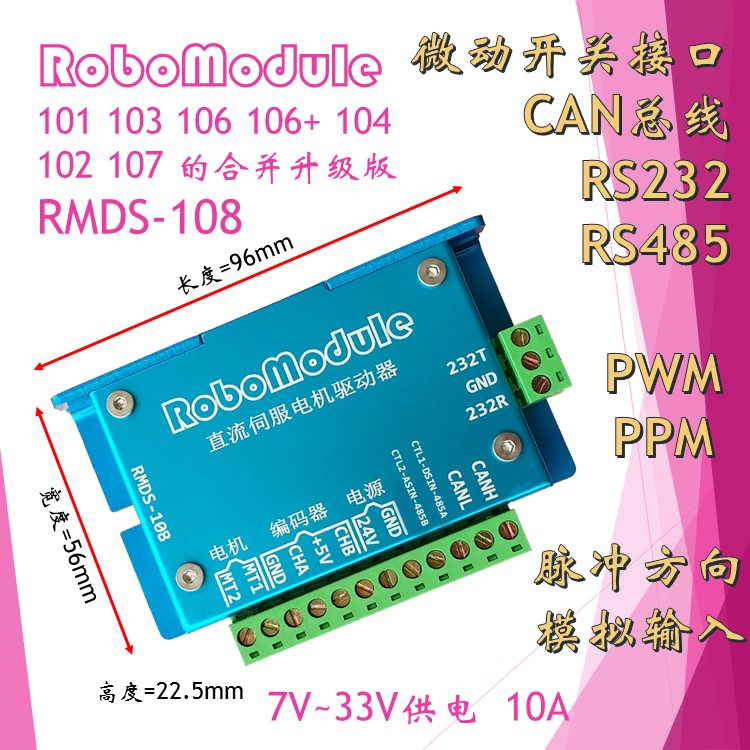 RoboModule
101 103 106 106+ 104
102 107 的合并升级版
RMDS-108
微动开关接口
CAN总线
RS232
RS485
PWM
PPM
脉冲方向
模拟输入
长度=96mm
宽度=56mm
高度=22.5mm
RoboModule
直流伺服电机驱动器
RMDS-108
232T
GND
232R
电机
编码器
电源
MT2
MT1
GND
CHA
+5V
CHB
24V
GND
CTL2-ASIN-485B
CTL1-DSIN-485A
CANL
CANH
7V~33V供电 10A